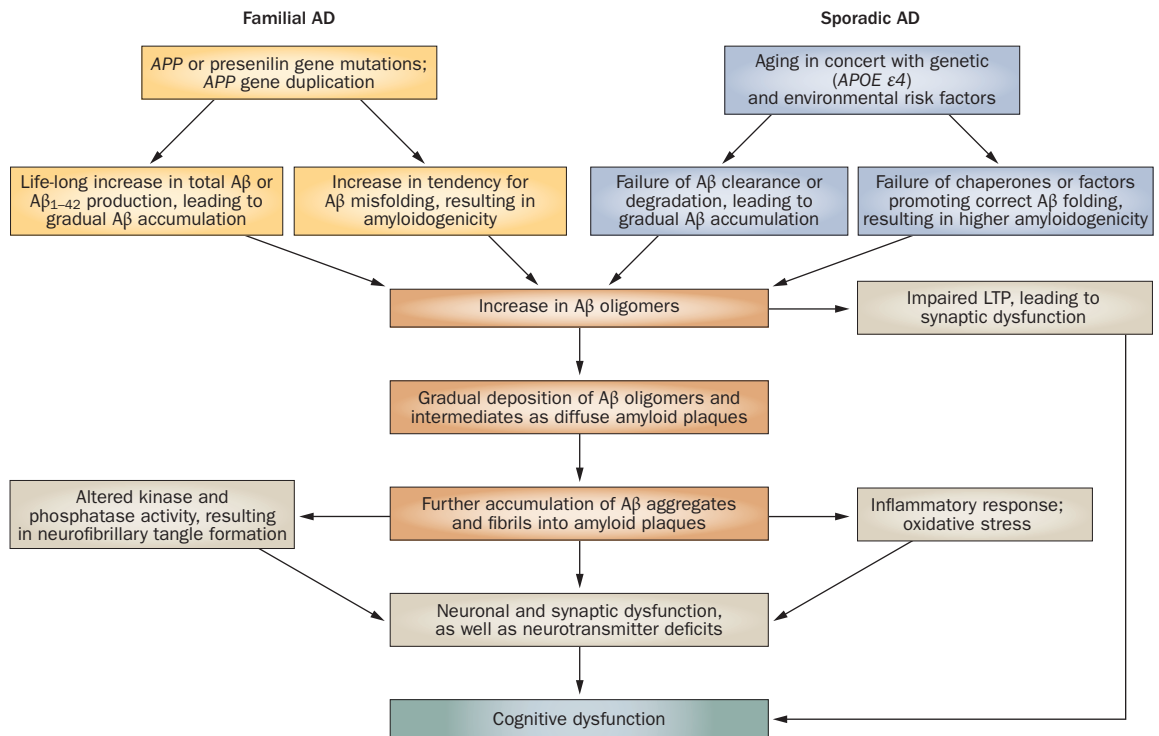 Familial AD
Sporadic AD
APP or presenilin gene mutations;
APP gene duplication
Aging in concert with genetic
(APOE ε4)
and environmental risk factors
Life-long increase in total Aβ or
Aβ1–42 production, leading to
gradual Aβ accumulation
Increase in tendency for
Aβ misfolding, resulting in
amyloidogenicity
Failure of Aβ clearance or
degradation, leading to
gradual Aβ accumulation
Failure of chaperones or factors
promoting correct Aβ folding,
resulting in higher amyloidogenicity
Increase in Aβ oligomers
Impaired LTP, leading to
synaptic dysfunction
Gradual deposition of Aβ oligomers and
intermediates as diffuse amyloid plaques
Altered kinase and
phosphatase activity, resulting
in neurofibrillary tangle formation
Further accumulation of Aβ aggregates
and fibrils into amyloid plaques
Inflammatory response;
oxidative stress
Neuronal and synaptic dysfunction,
as well as neurotransmitter deficits
Cognitive dysfunction